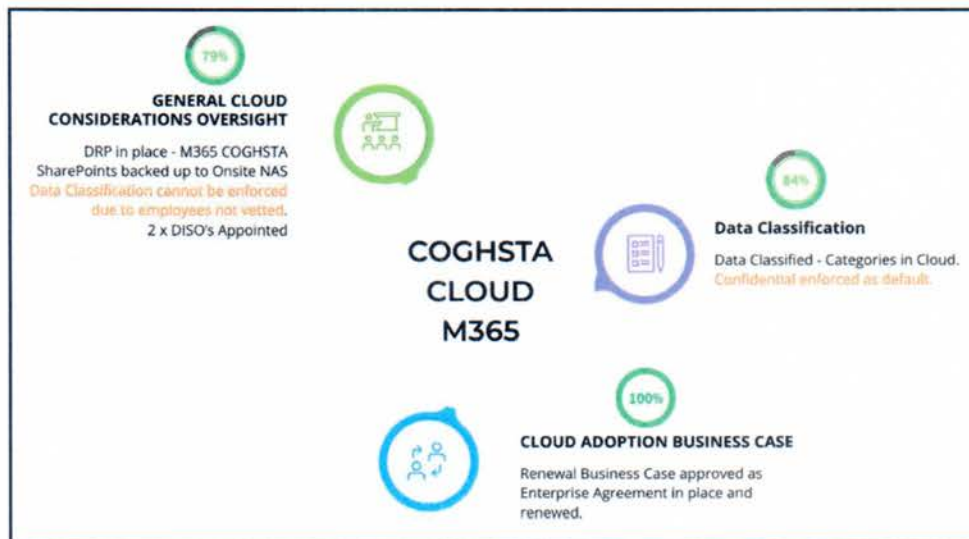 79%
GENERAL CLOUD
CONSIDERATIONS OVERSIGHT
DRP in place - M365 COGHSTA
SharePoints backed up to Onsite NAS
Data Classification cannot be enforced
due to employees not vetted.
2 x DISO's Appointed
COGHSTA
CLOUD
M365
84%
Data Classification
Data Classified - Categories in Cloud.
Confidential enforced as default.
100%
CLOUD ADOPTION BUSINESS CASE
Renewal Business Case approved as
Enterprise Agreement in place and
renewed.